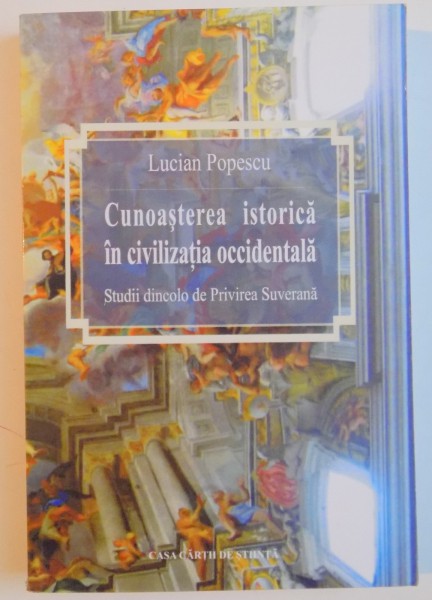 Lucian Popescu
Cunoaşterea istorică
în civilizaţia occidentală
Studii dincolo de Privirea Suverană
CASA CĂRŢII DE ŞTIINŢĂ